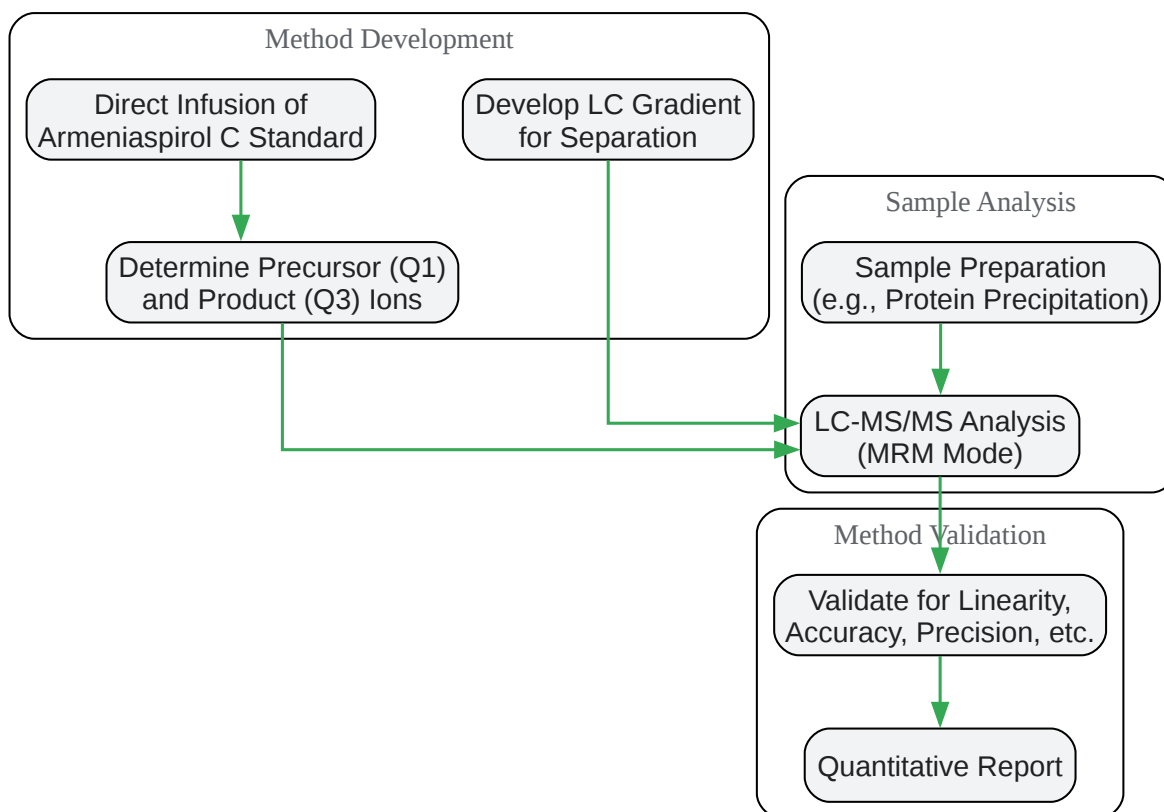 Method Development
Direct Infusion of
Armeniaspirol C Standard
Develop LC Gradient
for Separation
Determine Precursor (Q1)
and Product (Q3) Ions
Sample Analysis
Sample Preparation
(e.g., Protein Precipitation)
LC-MS/MS Analysis
(MRM Mode)
Method Validation
Validate for Linearity,
Accuracy, Precision, etc.
Quantitative Report